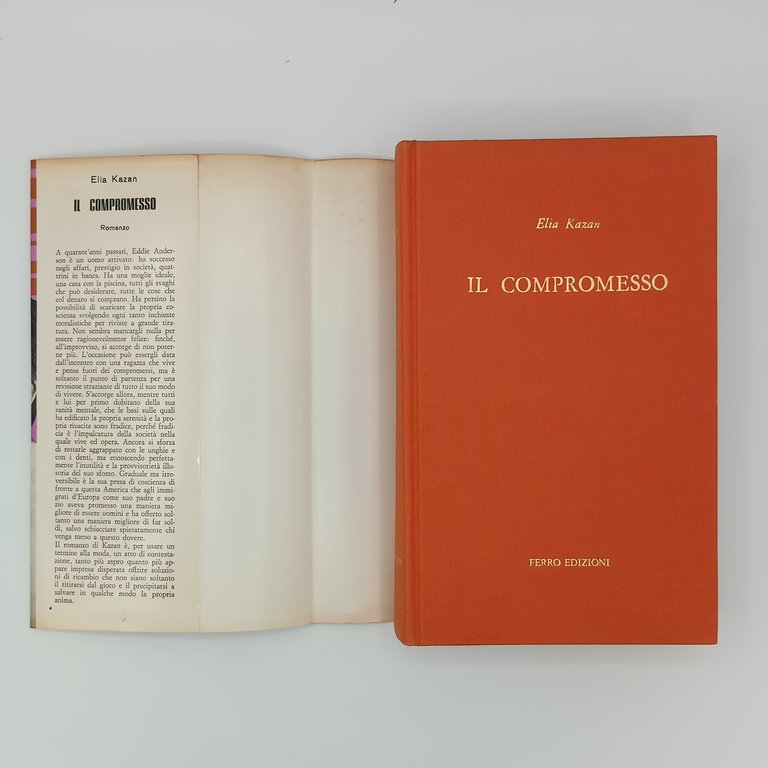 Elia Kazan
IL COMPROMESSO
Romanzo
A quarant'anni passati, Eddie Ander-
son è un uomo arrivato: ha successo
negli affari, prestigio in società, quat-
trini in banca. Ha una moglie ideale,
una casa con la piscina, tutti gli svaghi
che può desiderare, tutte le cose che
col denaro si comprano. Ha persino la
possibilità di scaricare la propria co-
scienza svolgendo ogni tanto inchieste
moralistiche per riviste a grande tira-
tura. Non sembra mancargli nulla per
essere ragionevolmente felice: finché,
all'improvviso, si accorge di non poter-
ne più. L'occasione può essergli data
dall'incontro con una ragazza che vive
e pensa fuori dei compromessi, ma è
soltanto il punto di partenza per una
revisione straziante di tutto il suo modo
di vivere. S'accorge allora, mentre tutti
e lui per primo dubitano della sua
sanità mentale, che le basi sulle quali
ha edificato la propria serenità e la pro-
pria riuscita sono fradice, perché fradi-
cia è l'impalcatura della società nella
quale vive ed opera. Ancora si sforza
di restarle aggrappato con le unghie e
con i denti, ma conoscendo perfetta-
mente l'inutilità e la provvisorietà illu-
soria del suo sforzo. Graduale ma irre-
versibile è la sua presa di coscienza di
fronte a questa America che agli immi-
grati d'Europa come suo padre e suo
zio aveva promesso una maniera mi-
gliore di essere uomini e ha offerto sol-
tanto una maniera migliore di far sol-
di, salvo schiacciare spietatamente chi
venga meno a questo dovere.
Il romanzo di Kazan è, per usare un
termine alla moda, un atto di contesta-
zione, tanto più aspro quanto più ap-
pare impresa disperata offrire soluzio-
ni di ricambio che non siano soltanto
il ritirarsi dal gioco e il precipitarsi a
salvare in qualche modo la propria
anima.
Elia Kazan
IL COMPROMESSO
FERRO EDIZIONI